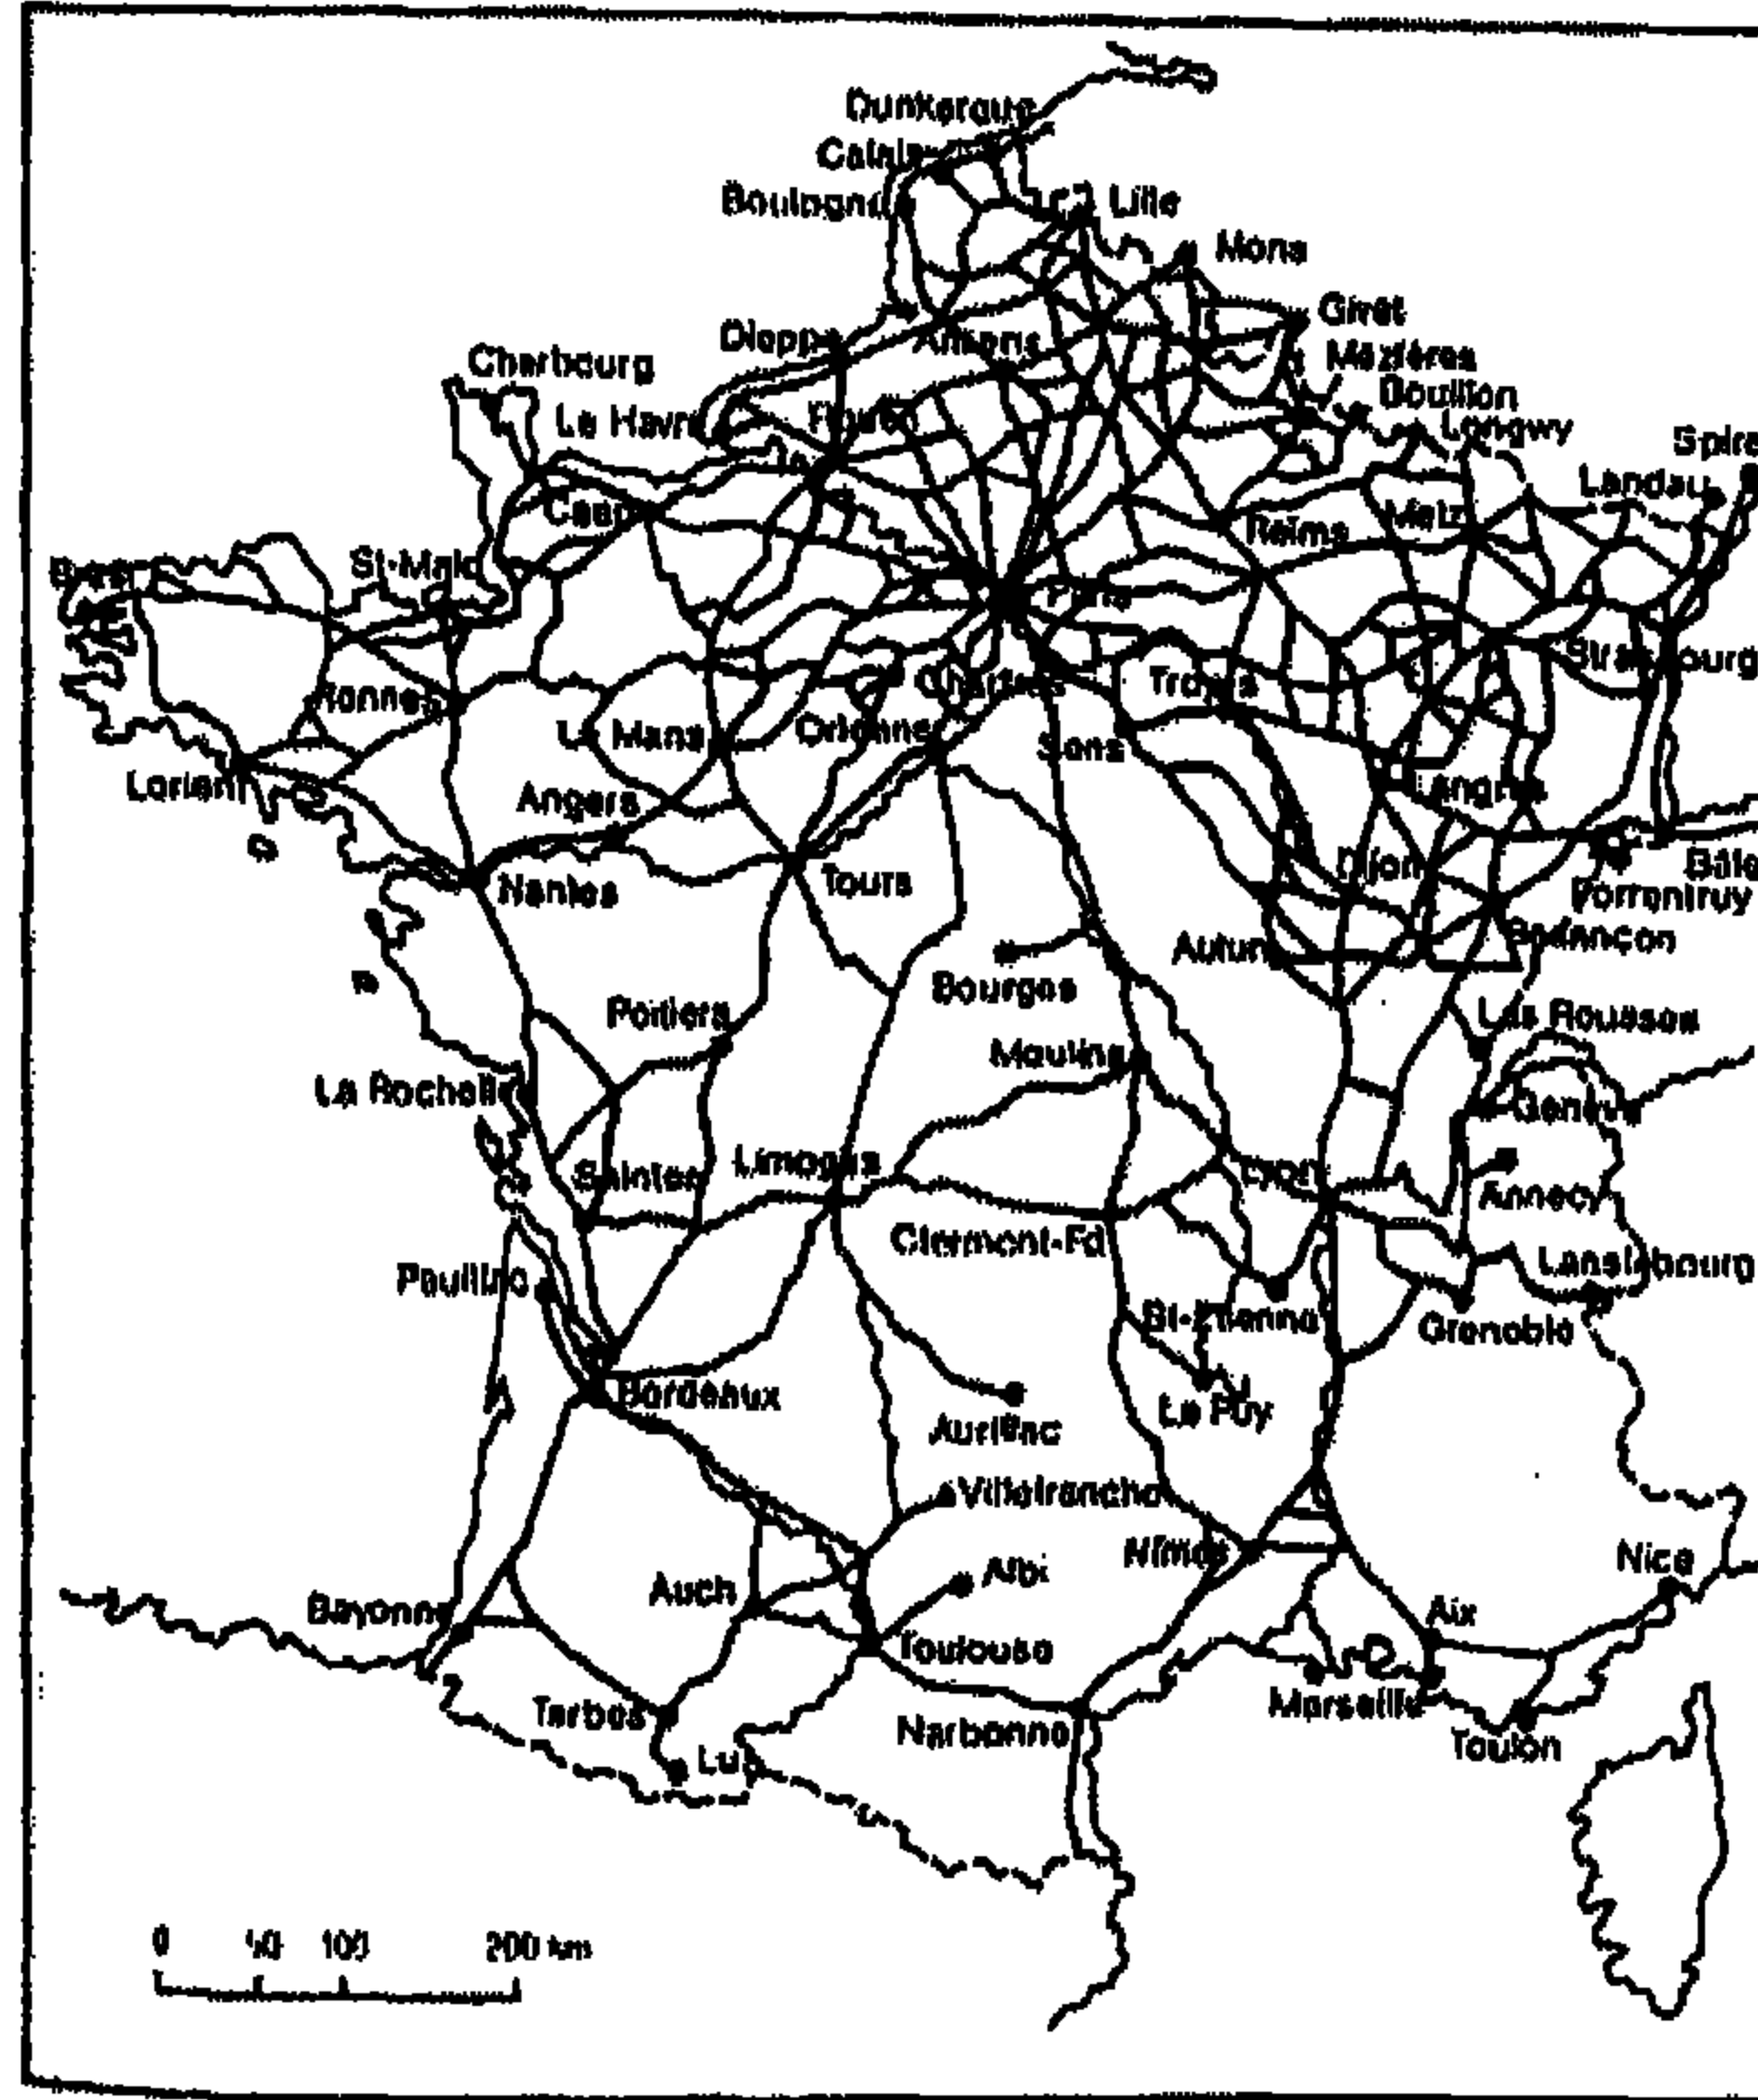 Dunkerque
Calais
Boulogne
Lille
Mons
Givet
Dieppe
Amiens
Mézières
Cherbourg
Bouillon
Le Havre
Rouen
Longwy
Spire
Landau
Caen
Reims
Metz
Brest
St-Malo
Paris
Strasbourg
Rennes
Chartres
Troyes
Le Mans
Orléans
Sens
Lorient
Angers
Langres
Dijon
Bâle
Nantes
Tours
Porrentruy
Autun
Besançon
Bourges
Poitiers
Les Rousses
Moulins
La Rochelle
Genève
Saintes
Limoges
Lyon
Annecy
Clermont-Fd
Lanslebourg
Pauillac
St-Etienne
Grenoble
Bordeaux
Le Puy
Aurillac
Villefranche
Nîmes
Nice
Albi
Auch
Bayonne
Aix
Toulouse
Tarbes
Narbonne
Marseille
Toulon
Luz
0 50 100 200 km